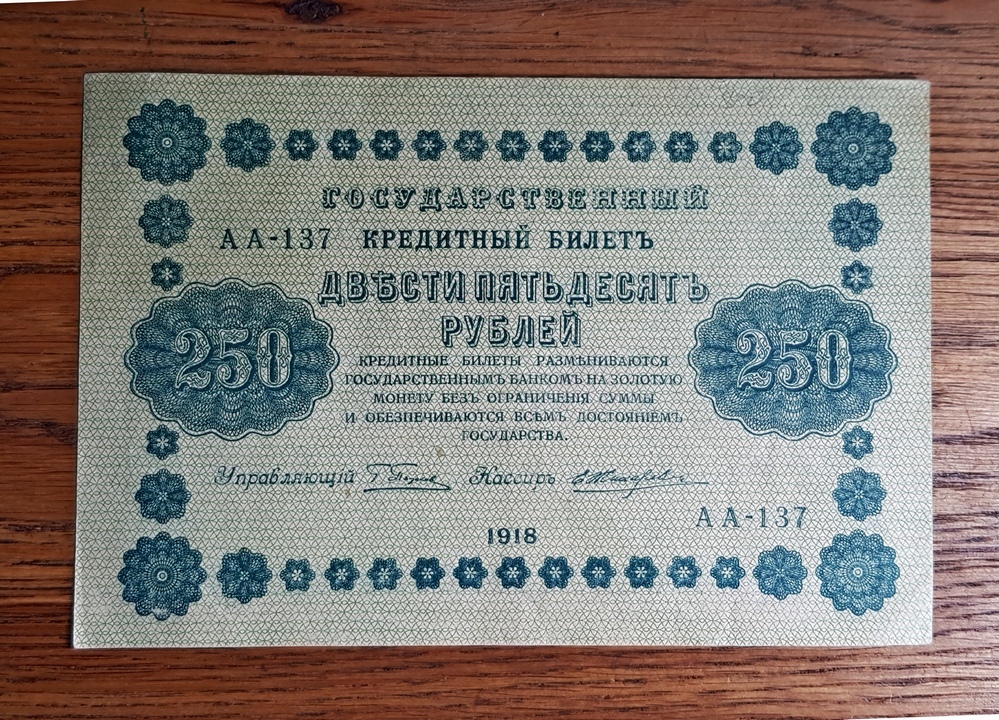 ГОСУДАРСТВЕННЫЙ
АА-137 КРЕДИТНЫЙ БИЛЕТЪ
ДВѢСТИ ПЯТЬДЕСЯТЪ
РУБЛЕЙ
250 250
КРЕДИТНЫЕ БИЛЕТЫ РАЗМѢНИВАЮТСЯ
ГОСУДАРСТВЕННЫМЪ БАНКОМЪ НА ЗОЛОТУЮ
МОНЕТУ БЕЗЪ ОГРАНИЧЕНІЯ СУММЫ
И ОБЕЗПЕЧИВАЮТСЯ ВСѢМЪ ДОСТОЯНІЕМЪ
ГОСУДАРСТВА.
Управляющій Кассиръ
АА-137
1918